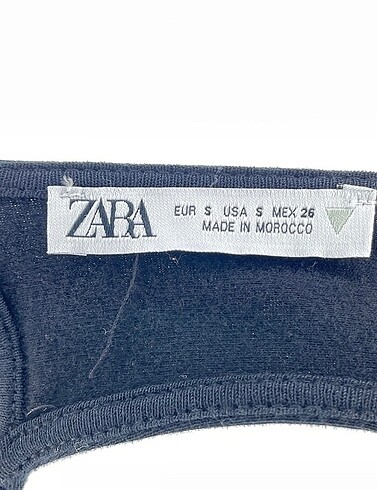 ZARA
EUR S USA S MEX 26
MADE IN MOROCCO